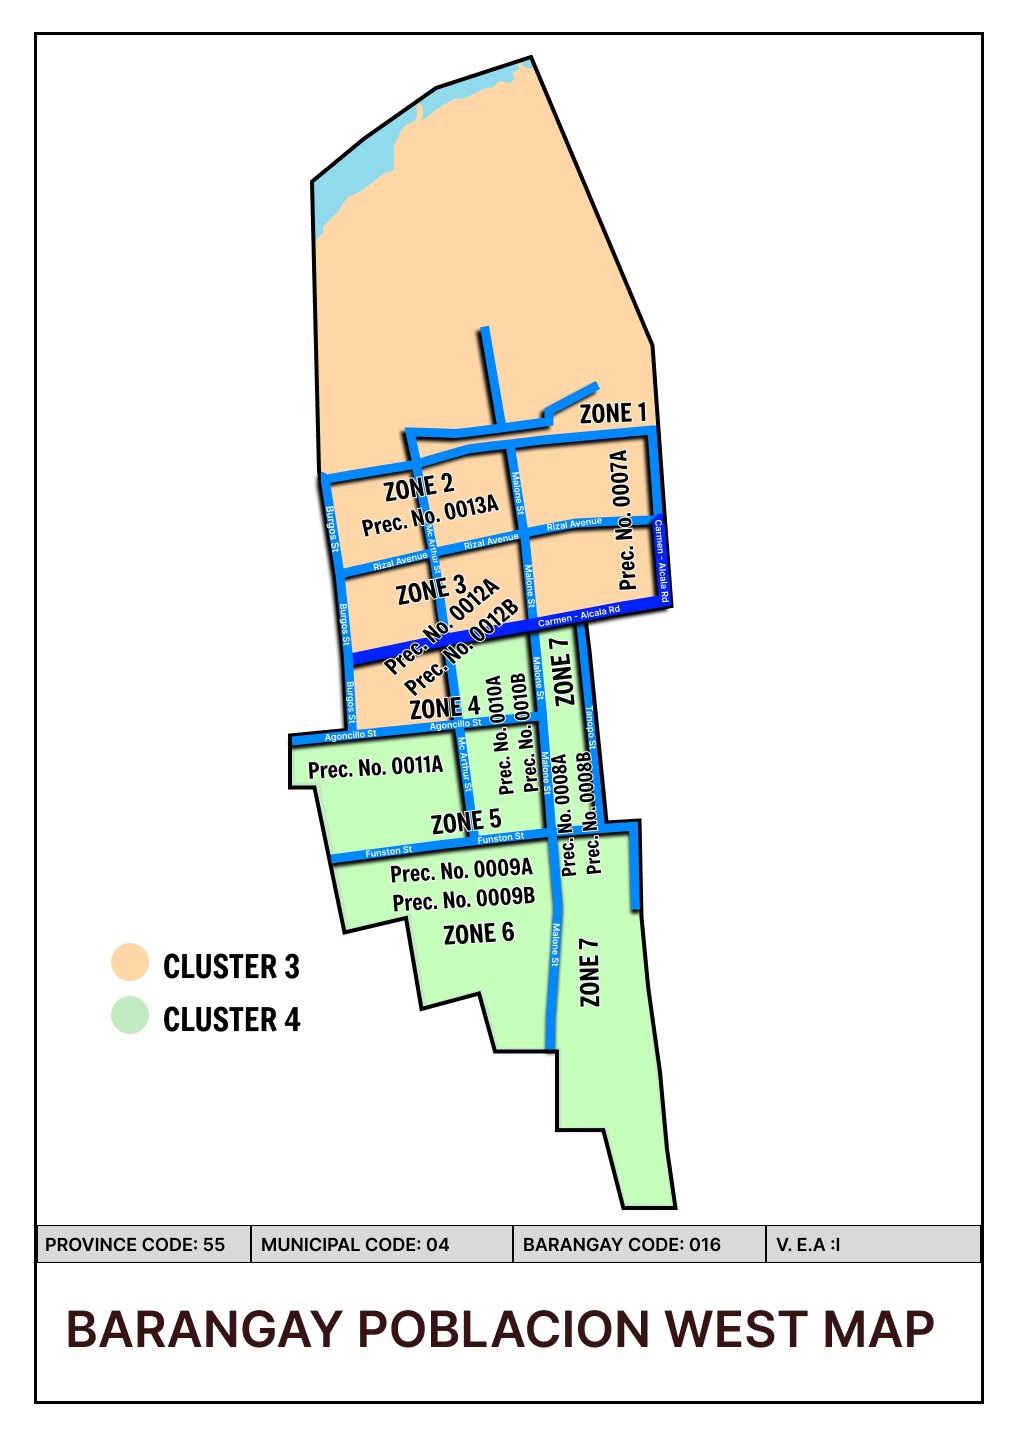 ZONE 1
ZONE 2
Prec. No. 0013A
Prec. No. 0007A
Malone St
Burgos St
Mc Arthur St
Rizal Avenue
Rizal Avenue
Rizal Avenue
Carmen - Alcala Rd
ZONE 3
Prec. No. 0012A
Prec. No. 0012B
Malone St
Burgos St
Carmen - Alcala Rd
ZONE 7
Malone St
Burgos St
ZONE 4
Prec. No. 0010A
Prec. No. 0010B
Agoncillo St
Agoncillo St
Tanopo St
Mc Arthur St
Malone St
Prec. No. 0011A
Prec. No. 0008A
Prec. No. 0008B
ZONE 5
Funston St
Funston St
Prec. No. 0009A
Prec. No. 0009B
ZONE 6
Malone St
ZONE 7
CLUSTER 3
CLUSTER 4
PROVINCE CODE: 55
MUNICIPAL CODE: 04
BARANGAY CODE: 016
V. E.A :I
BARANGAY POBLACION WEST MAP